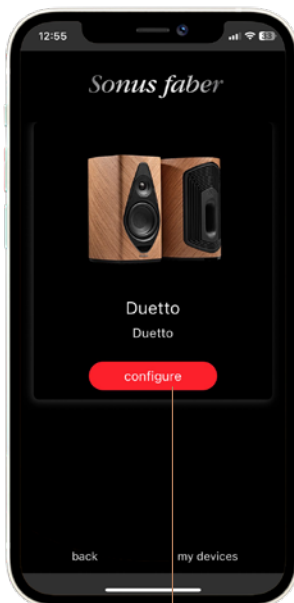 12:55
Sonus faber
Duetto
Duetto
configure
back my devices